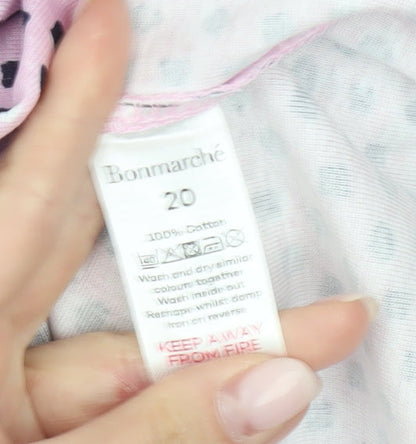 Bonmarché
20
100% Cotton
40
Wash and dry similar
colours together
Wash inside out
Reshape whilst damp
Iron on reverse
KEEP AWAY
FROM FIRE